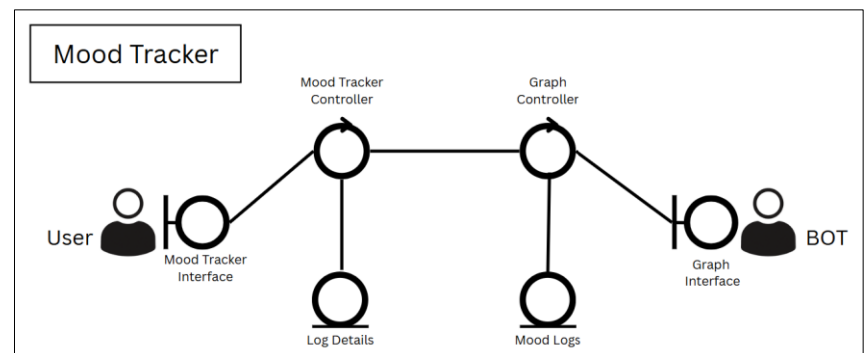 Mood Tracker
Mood Tracker
Controller
Graph
Controller
User
Mood Tracker
Interface
BOT
Graph
Interface
Log Details
Mood Logs